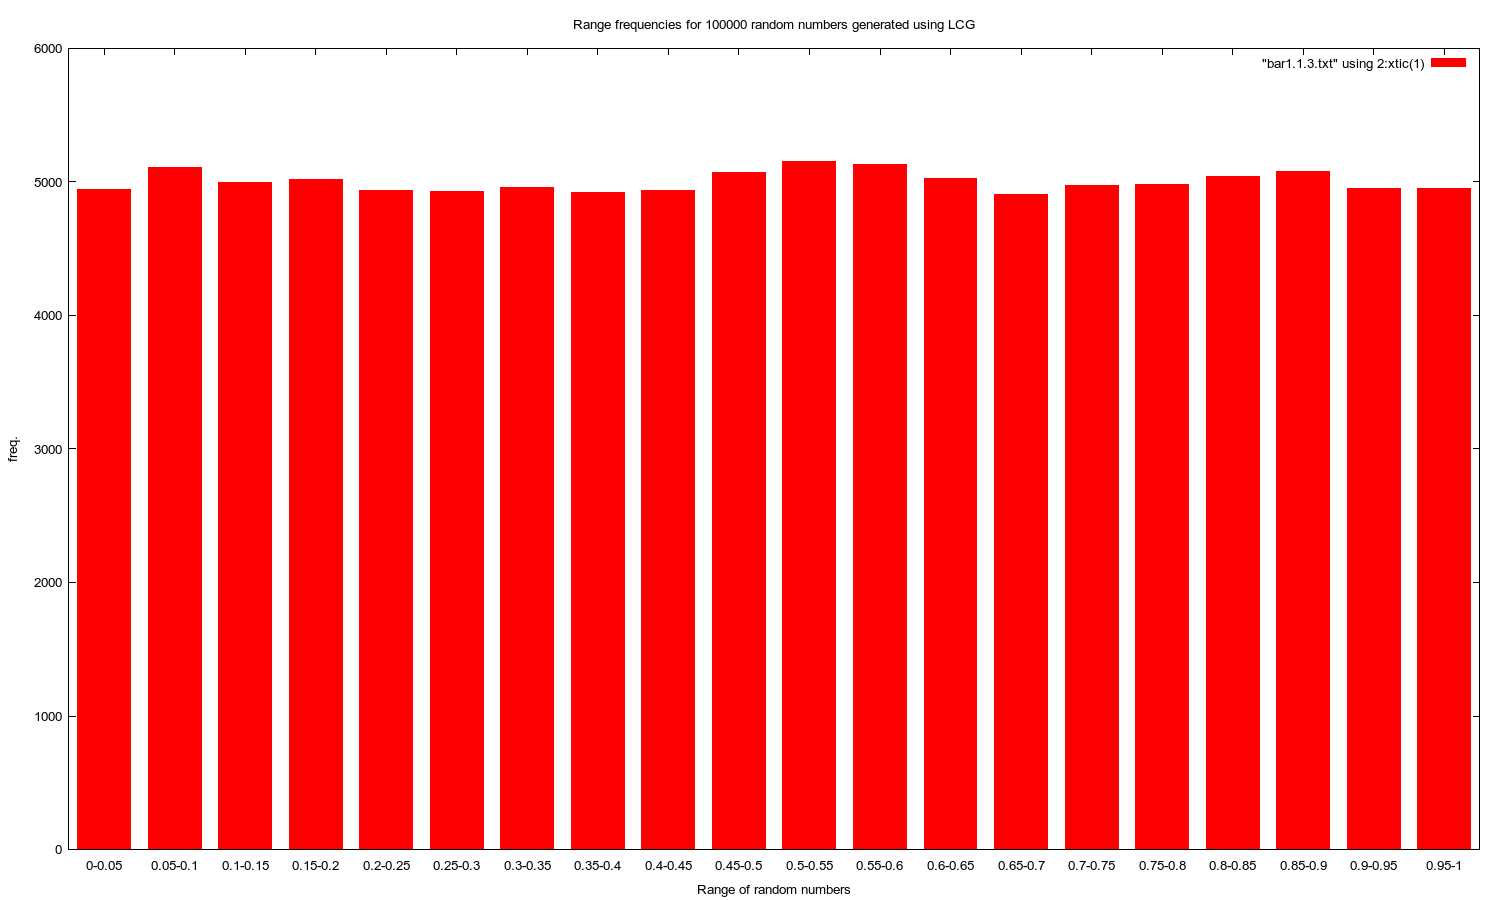 Range frequencies for 100000 random numbers generated using LCG
6000
"bar1.1.3.txt" using 2:xtic(1)
5000
4000
3000
freq.
2000
1000
0
0-0.05 0.05-0.1 0.1-0.15 0.15-0.2 0.2-0.25 0.25-0.3 0.3-0.35 0.35-0.4 0.4-0.45 0.45-0.5 0.5-0.55 0.55-0.6 0.6-0.65 0.65-0.7 0.7-0.75 0.75-0.8 0.8-0.85 0.85-0.9 0.9-0.95 0.95-1
Range of random numbers